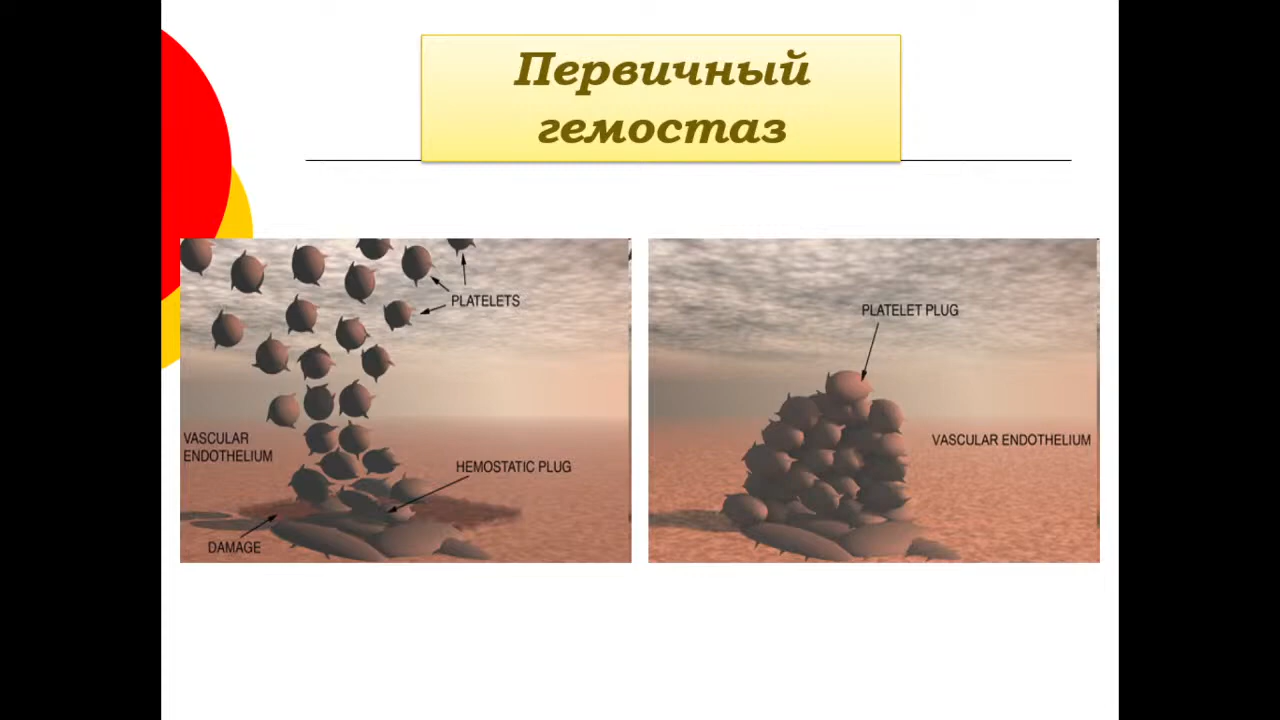 Первичный
гемостаз
PLATELETS
VASCULAR
ENDOTHELIUM
HEMOSTATIC PLUG
DAMAGE
PLATELET PLUG
VASCULAR ENDOTHELIUM